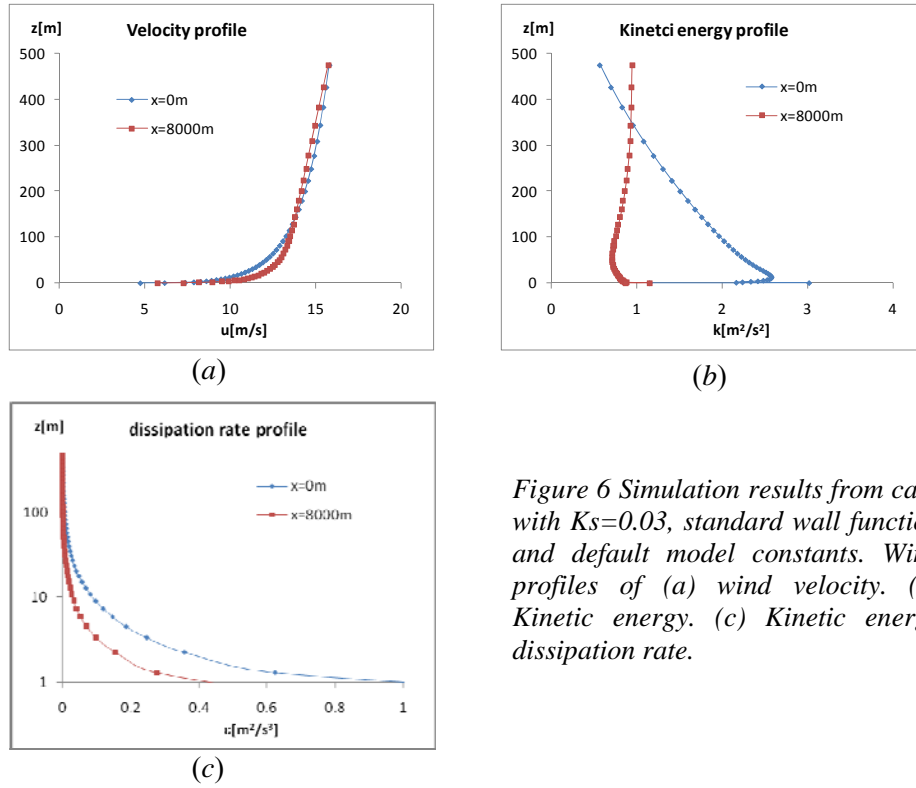 z[m]
Velocity profile
500
400
300
200
100
0
x=0m
x=8000m
0
5
10
15
20
u[m/s]
(a)
z[m]
Kinetci energy profile
500
400
300
200
100
0
x=0m
x=8000m
0
1
2
3
4
k[m²/s²]
(b)
z[m]
dissipation rate profile
100
10
1
x=0m
x=8000m
0
0.2
0.4
0.6
0.8
1
[m²/s³]
(c)
Figure 6 Simulation results from ca
with Ks=0.03, standard wall function
and default model constants. Win
profiles of (a) wind velocity. (
Kinetic energy. (c) Kinetic energ
dissipation rate.